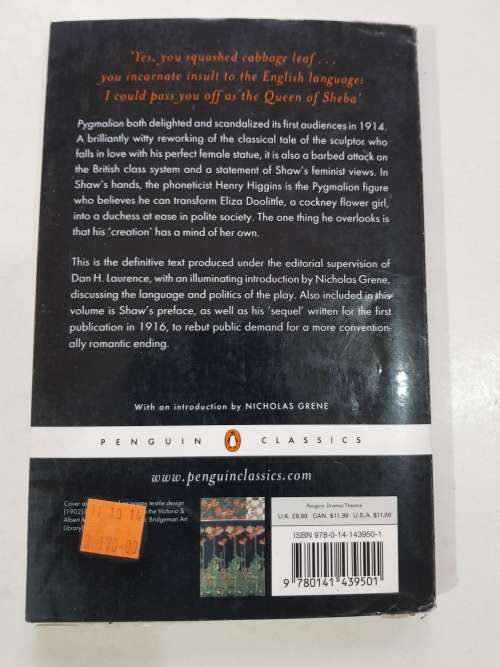 'Yes, you squashed cabbage leaf . . .
you incarnate insult to the English language:
I could pass you off as the Queen of Sheba'
Pygmalion both delighted and scandalized its first audiences in 1914.
A brilliantly witty reworking of the classical tale of the sculptor who
falls in love with his perfect female statue, it is also a barbed attack on
the British class system and a statement of Shaw's feminist views. In
Shaw's hands, the phoneticist Henry Higgins is the Pygmalion figure
who believes he can transform Eliza Doolittle, a cockney flower girl,
into a duchess at ease in polite society. The one thing he overlooks is
that his 'creation' has a mind of her own.
This is the definitive text produced under the editorial supervision of
Dan H. Laurence, with an illuminating introduction by Nicholas Grene,
discussing the language and politics of the play. Also included in this
volume is Shaw's preface, as well as his 'sequel' written for the first
publication in 1916, to rebut public demand for a more convention-
ally romantic ending.
With an introduction by NICHOLAS GRENE
PENGUIN CLASSICS
www.penguinclassics.com
Cover textile design
(1902) the Victoria &
Albert Bridgeman Art
Library
Penguin Drama/Theatre
U.K. £8.99 CAN. $11.99 U.S.A. $11.00
ISBN 978-0-14-143950-1
9 780141 439501